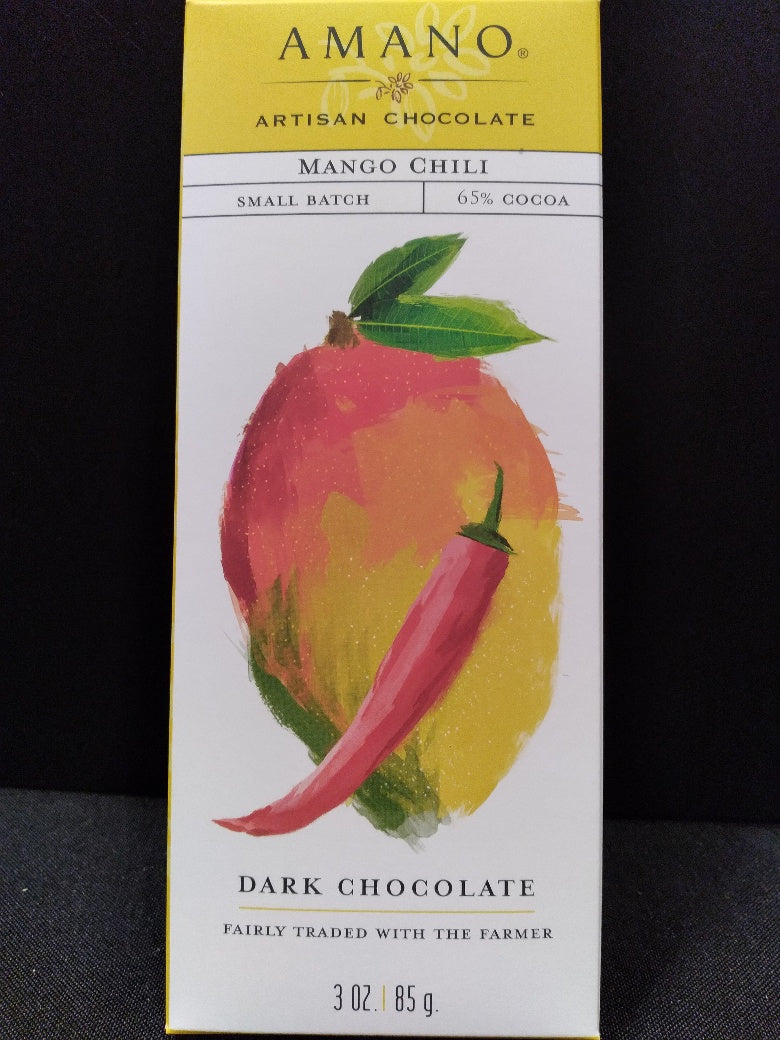 AMANO®
ARTISAN CHOCOLATE
MANGO CHILI
SMALL BATCH 65% COCOA
DARK CHOCOLATE
FAIRLY TRADED WITH THE FARMER
3 OZ. | 85 g.